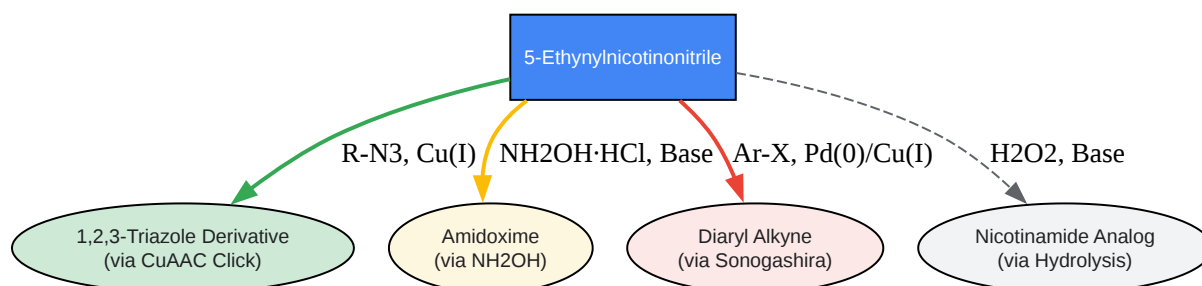 5-Ethynylnicotinonitrile
R-N3, Cu(I)
NH2OH·HCl, Base
Ar-X, Pd(0)/Cu(I)
H2O2, Base
1,2,3-Triazole Derivative
(via CuAAC Click)
Amidoxime
(via NH2OH)
Diaryl Alkyne
(via Sonogashira)
Nicotinamide Analog
(via Hydrolysis)